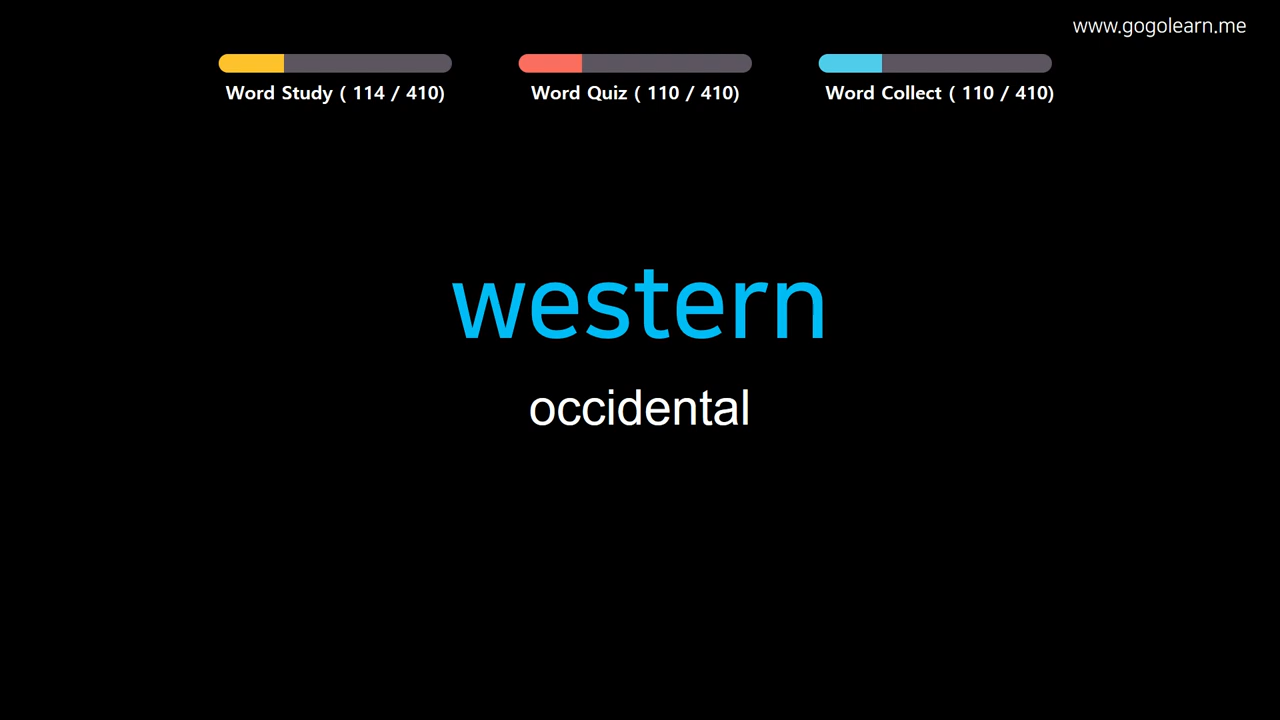 www.gogolearn.me
Word Study ( 114 / 410)
Word Quiz ( 110 / 410)
Word Collect ( 110 / 410)
western
occidental